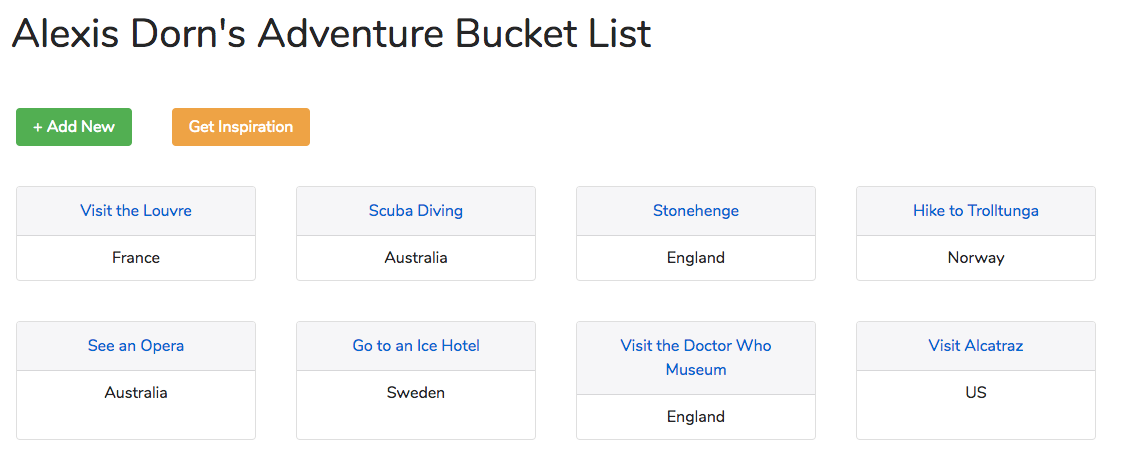 Alexis Dorn's Adventure Bucket List
+ Add New
Get Inspiration
Visit the Louvre
France
Scuba Diving
Australia
Stonehenge
England
Hike to Trolltunga
Norway
See an Opera
Australia
Go to an Ice Hotel
Sweden
Visit the Doctor Who
Museum
England
Visit Alcatraz
US